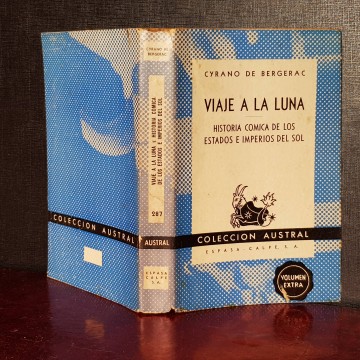 CYRANO DE
BERGERAC
VIAJE A LA LUNA E HISTORIA COMICA
DE LOS ESTADOS E IMPERIOS DEL SOL
287
COLECCION AUSTRAL
AUSTRAL
ESPASA
CALPE, S.A.
CYRANO DE BERGERAC
VIAJE A LA LUNA
HISTORIA COMICA DE LOS
ESTADOS E IMPERIOS DEL SOL
COLECCION AUSTRAL
ESPASA CALPE, S.A.
VOLUMEN
EXTRA